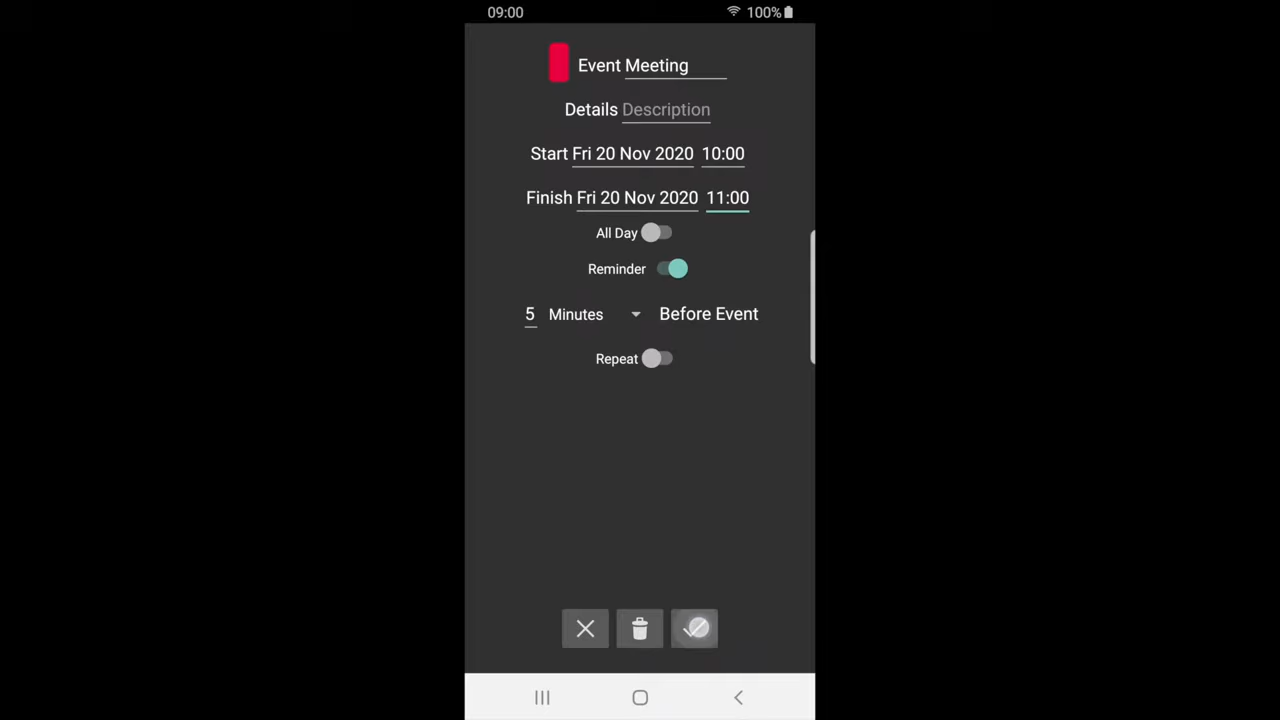 09:00 100%
Event Meeting
Details Description
Start Fri 20 Nov 2020 10:00
Finish Fri 20 Nov 2020 11:00
All Day
Reminder
5 Minutes Before Event
Repeat